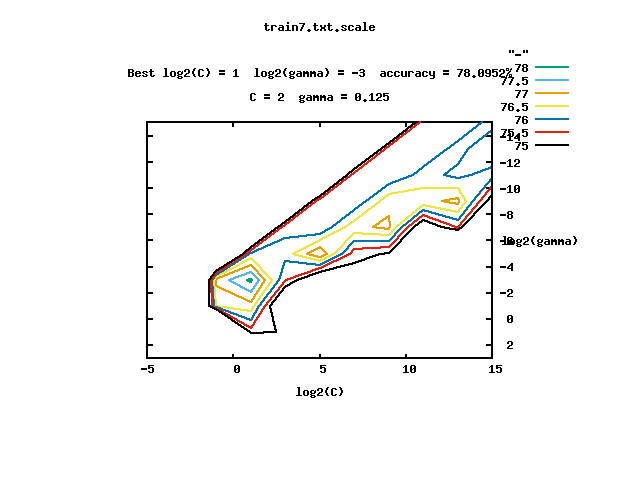 train7.txt.scale
"-"
Best log2(C) = 1  log2(gamma) = -3  accuracy = 78.0952%
78
77.5
77
C = 2  gamma = 0.125
76.5
76
75.5
75
-14
-12
-10
-8
-6
log2(gamma)
-4
-2
0
2
-5 0 5 10 15
log2(C)